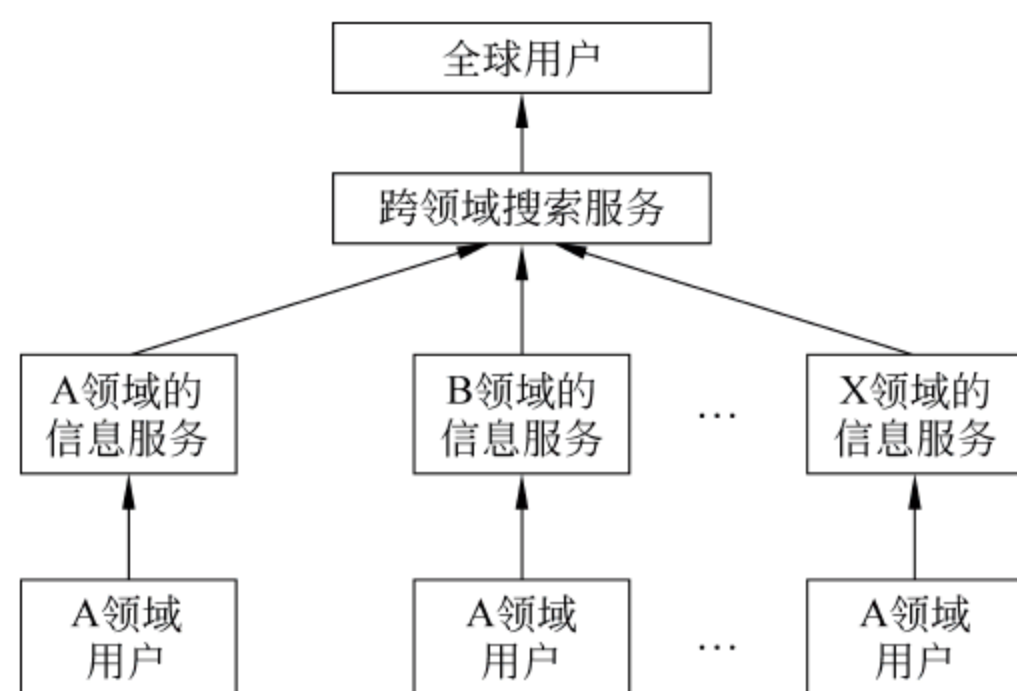 全球用户
跨领域搜索服务
A领域的
信息服务
B领域的
信息服务
…
X领域的
信息服务
A领域
用户
A领域
用户
…
A领域
用户